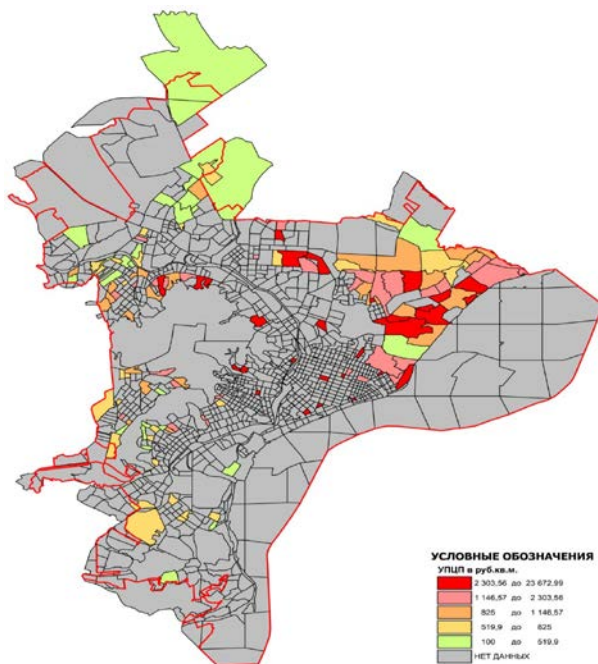 УСЛОВНЫЕ ОБОЗНАЧЕНИЯ
УПЦП в руб.кв.м.
2 303,56 до 23 672,99
1 146,57 до 2 303,56
825 до 1 146,57
519,9 до 825
100 до 519,9
НЕТ ДАННЫХ